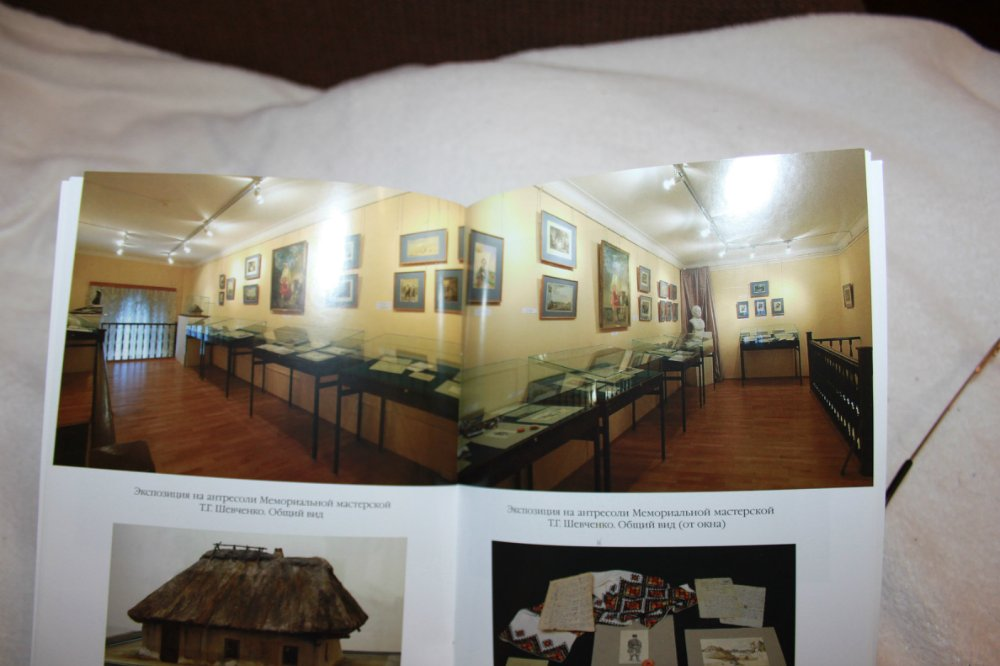 Экспозиция на антресоли Мемориальной мастерской
Т.Г. Шевченко. Общий вид
Экспозиция на антресоли Мемориальной мастерской
Т.Г. Шевченко. Общий вид (от окна)